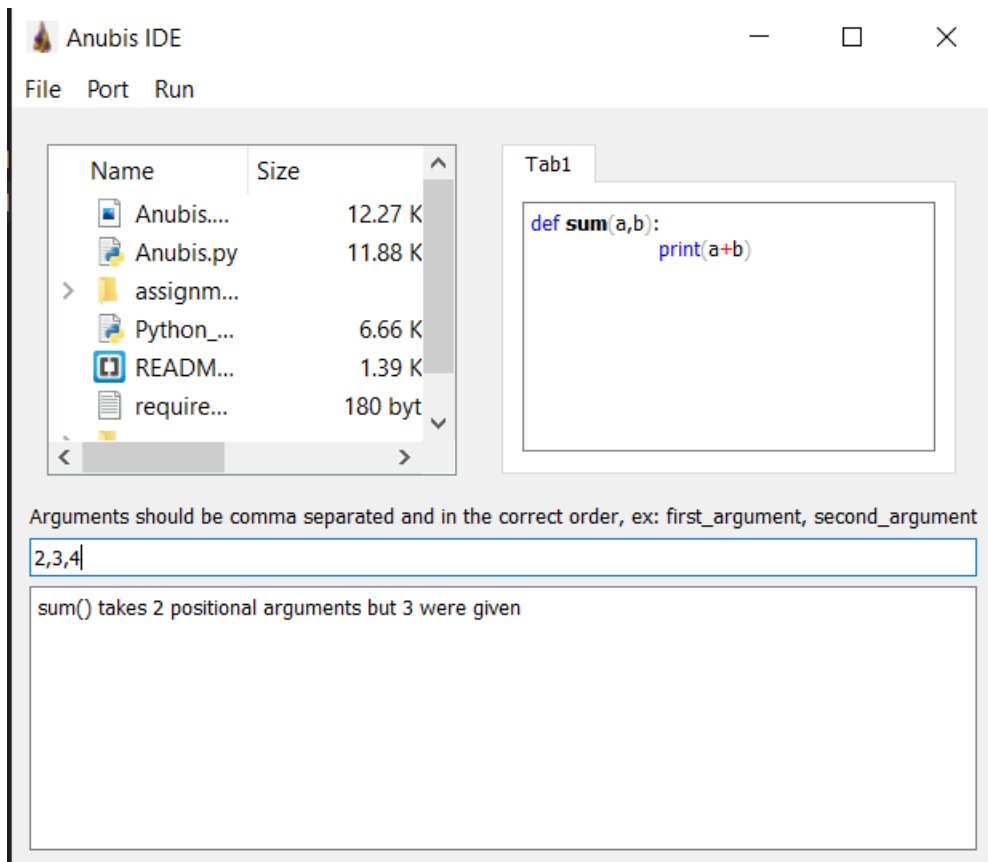 Anubis IDE
File Port Run
Name Size
Anubis.... 12.27 K
Anubis.py 11.88 K
assignm...
Python_... 6.66 K
READM... 1.39 K
require... 180 byt
Tab1
def sum(a,b):
print(a+b)
Arguments should be comma separated and in the correct order, ex: first_argument, second_argument
2,3,4
sum() takes 2 positional arguments but 3 were given